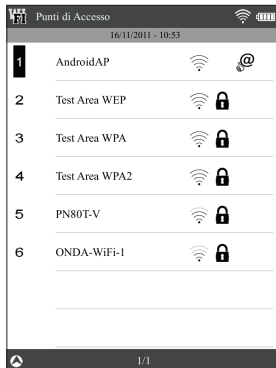 Punti di Accesso
16/11/2011 - 10:53
1 AndroidAP @
2 Test Area WEP
3 Test Area WPA
4 Test Area WPA2
5 PN80T-V
6 ONDA-WiFi-1
1/1